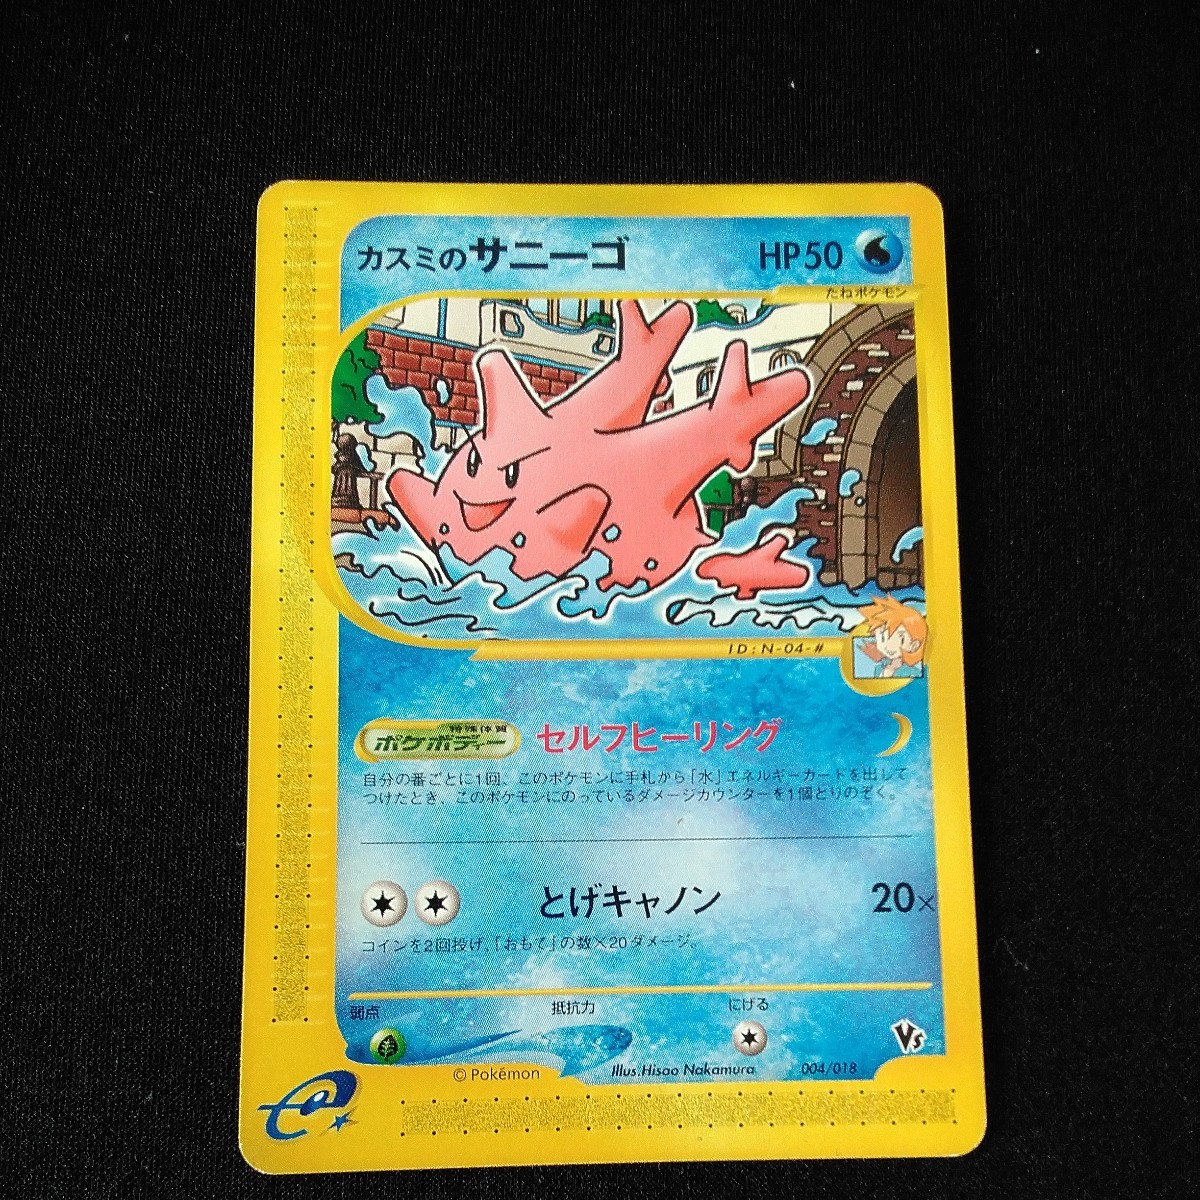 カスミのサニーゴ HP50
たねポケモン
ID:N-04-#
特殊体質
ポケボディー セルフヒーリング
自分の番ごとに1回、このポケモンに手札から「水」エネルギーカードを出して
つけたとき、このポケモンにのっているダメージカウンターを1個とりのぞく。
とげキャノン 20×
コインを2回投げ、「おもて」の数×20ダメージ。
弱点 抵抗力 にげる
VS
© Pokémon Illus.Hisao Nakamura 004/018
e